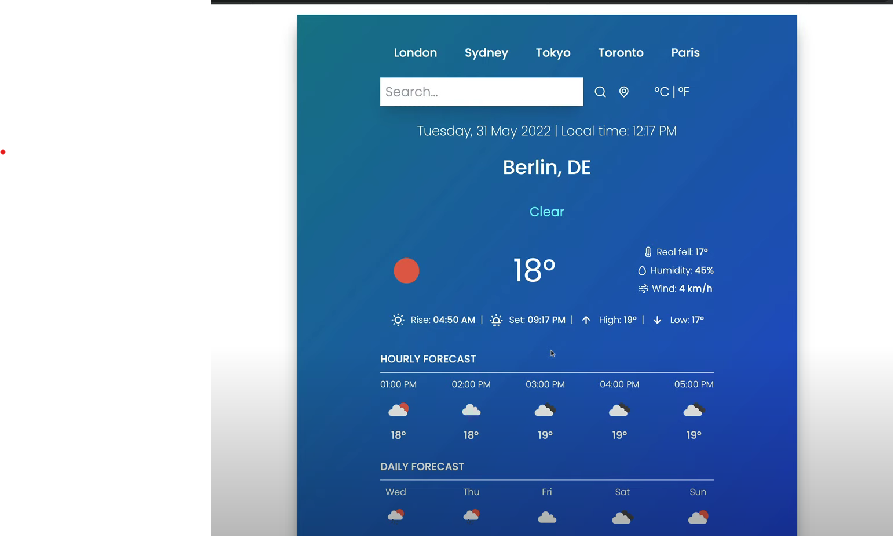 London Sydney Tokyo Toronto Paris
Search...
°C | °F
Tuesday, 31 May 2022 | Local time: 12:17 PM
Berlin, DE
Clear
18°
Real fell: 17°
Humidity: 45%
Wind: 4 km/h
Rise: 04:50 AM | Set: 09:17 PM | High: 19° | Low: 17°
HOURLY FORECAST
01:00 PM 02:00 PM 03:00 PM 04:00 PM 05:00 PM
18° 18° 19° 19° 19°
DAILY FORECAST
Wed Thu Fri Sat Sun